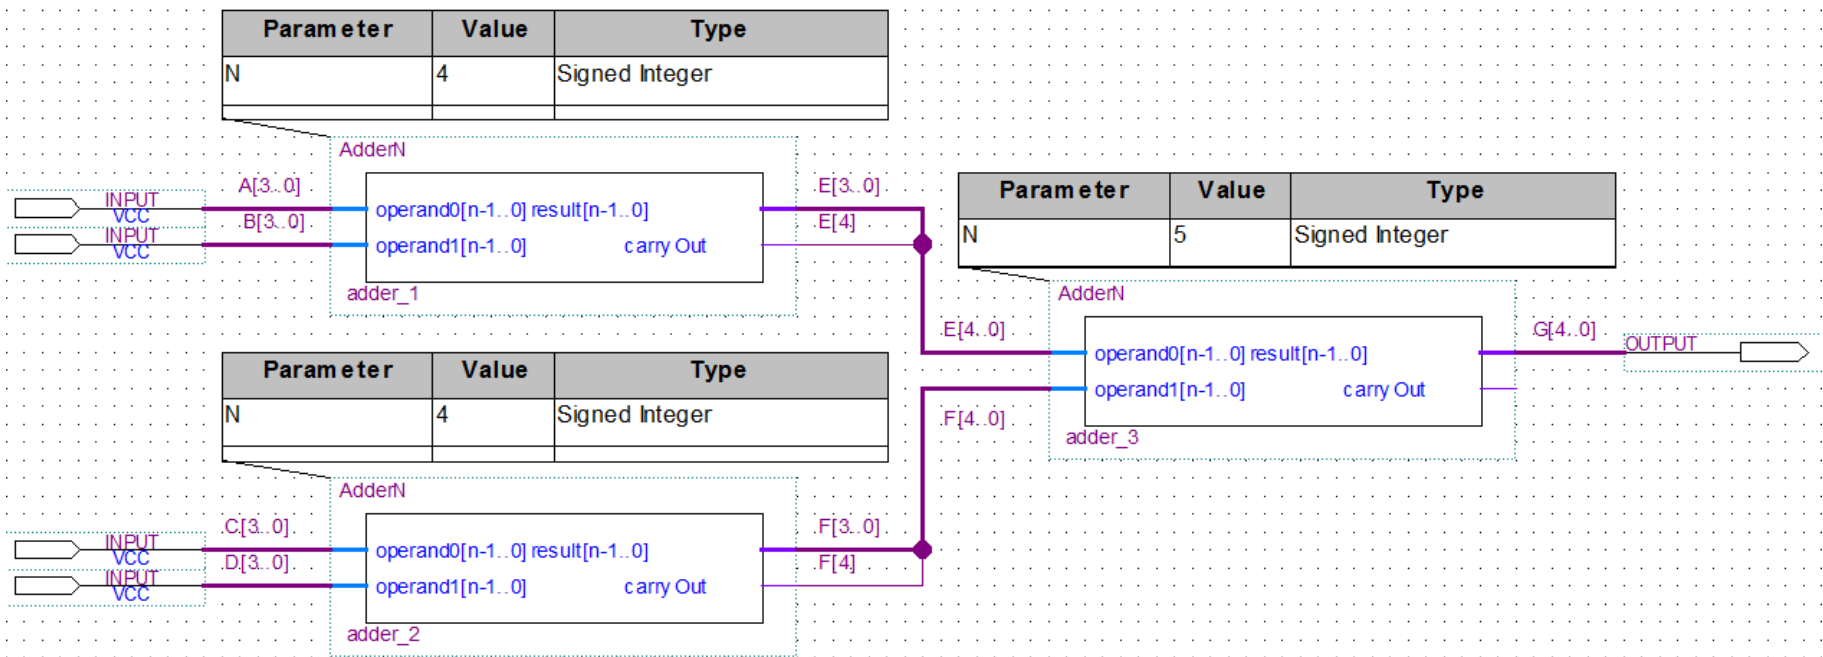 Parameter Value Type
N 4 Signed Integer
AdderN
A[3..0]
INPUT
VCC
B[3..0]
INPUT
VCC
operand0[n-1..0] result[n-1..0]
operand1[n-1..0] carry Out
adder_1
E[3..0]
E[4]
Parameter Value Type
N 5 Signed Integer
AdderN
E[4..0]
F[4..0]
operand0[n-1..0] result[n-1..0]
operand1[n-1..0] carry Out
adder_3
G[4..0]
OUTPUT
Parameter Value Type
N 4 Signed Integer
AdderN
C[3..0]
INPUT
VCC
D[3..0]
INPUT
VCC
operand0[n-1..0] result[n-1..0]
operand1[n-1..0] carry Out
adder_2
F[3..0]
F[4]